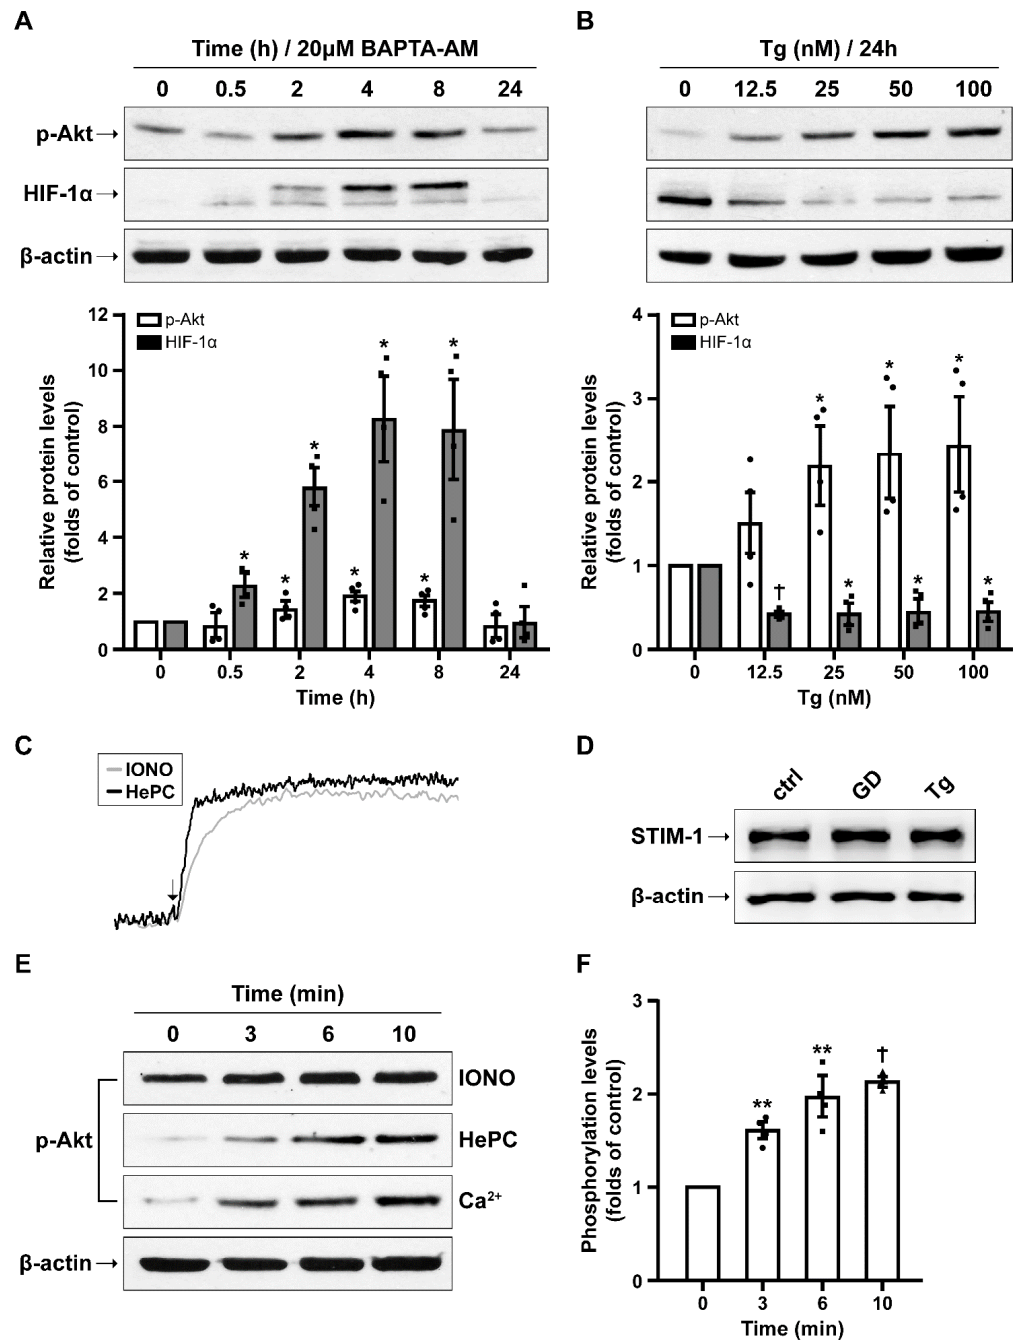 A
Time (h) / 20µM BAPTA-AM
0 0.5 2 4 8 24
p-Akt
HIF-1α
β-actin
12
10
8
6
4
2
0
p-Akt
HIF-1α
Relative protein levels
(folds of control)
* * * * * * *
0 0.5 2 4 8 24
Time (h)
B
Tg (nM) / 24h
0 12.5 25 50 100
4
3
2
1
0
p-Akt
HIF-1α
Relative protein levels
(folds of control)
† * * * * * *
0 12.5 25 50 100
Tg (nM)
C
IONO
HePC
D
ctrl GD Tg
STIM-1
β-actin
E
Time (min)
0 3 6 10
p-Akt
IONO
HePC
Ca²⁺
β-actin
F
3
2
1
0
Phosphorylation levels
(folds of control)
** ** †
0 3 6 10
Time (min)